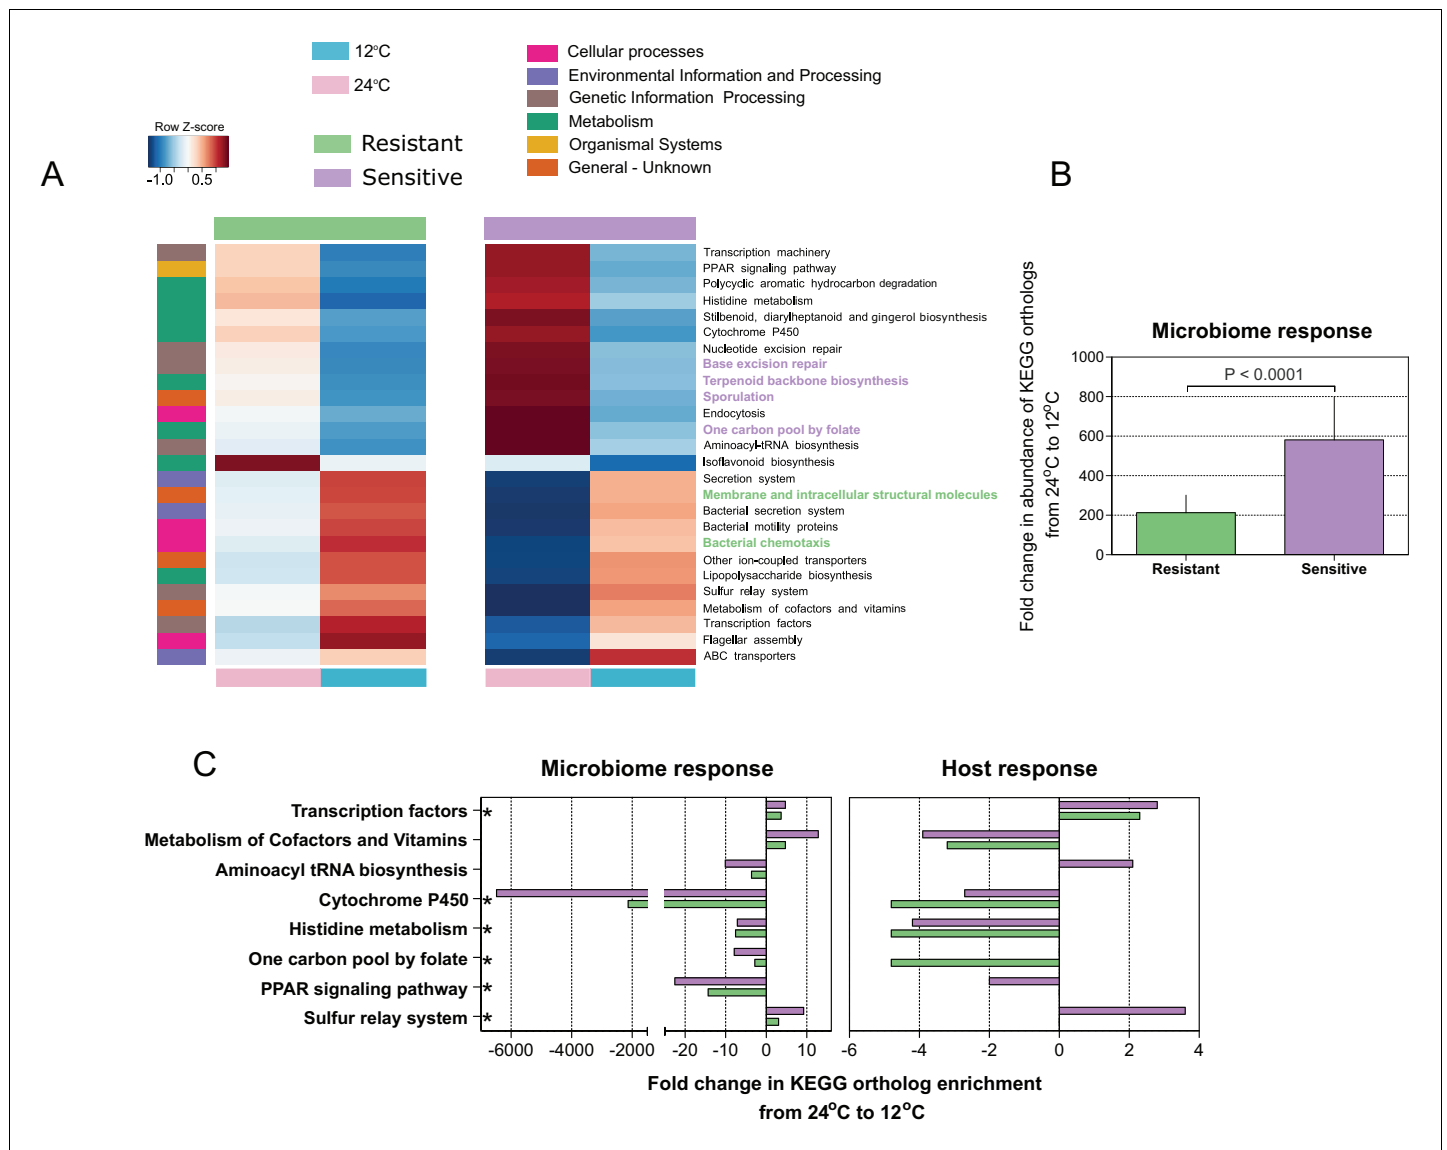 12°C
24°C
Resistant
Sensitive
Cellular processes
Environmental Information and Processing
Genetic Information Processing
Metabolism
Organismal Systems
General - Unknown
Row Z-score
-1.0 0.5
A
Transcription machinery
PPAR signaling pathway
Polycyclic aromatic hydrocarbon degradation
Histidine metabolism
Stilbenoid, diarylheptanoid and gingerol biosynthesis
Cytochrome P450
Nucleotide excision repair
Base excision repair
Terpenoid backbone biosynthesis
Sporulation
Endocytosis
One carbon pool by folate
Aminoacyl-tRNA biosynthesis
Isoflavonoid biosynthesis
Secretion system
Membrane and intracellular structural molecules
Bacterial secretion system
Bacterial motility proteins
Bacterial chemotaxis
Other ion-coupled transporters
Lipopolysaccharide biosynthesis
Sulfur relay system
Metabolism of cofactors and vitamins
Transcription factors
Flagellar assembly
ABC transporters
B
Microbiome response
Fold change in abundance of KEGG orthologs
from 24°C to 12°C
1000
800
600
400
200
0
P < 0.0001
Resistant Sensitive
C
Microbiome response
Host response
Transcription factors *
Metabolism of Cofactors and Vitamins
Aminoacyl tRNA biosynthesis
Cytochrome P450 *
Histidine metabolism *
One carbon pool by folate *
PPAR signaling pathway *
Sulfur relay system *
-6000 -4000 -2000 -20 -10 0 10
-6 -4 -2 0 2 4
Fold change in KEGG ortholog enrichment
from 24°C to 12°C